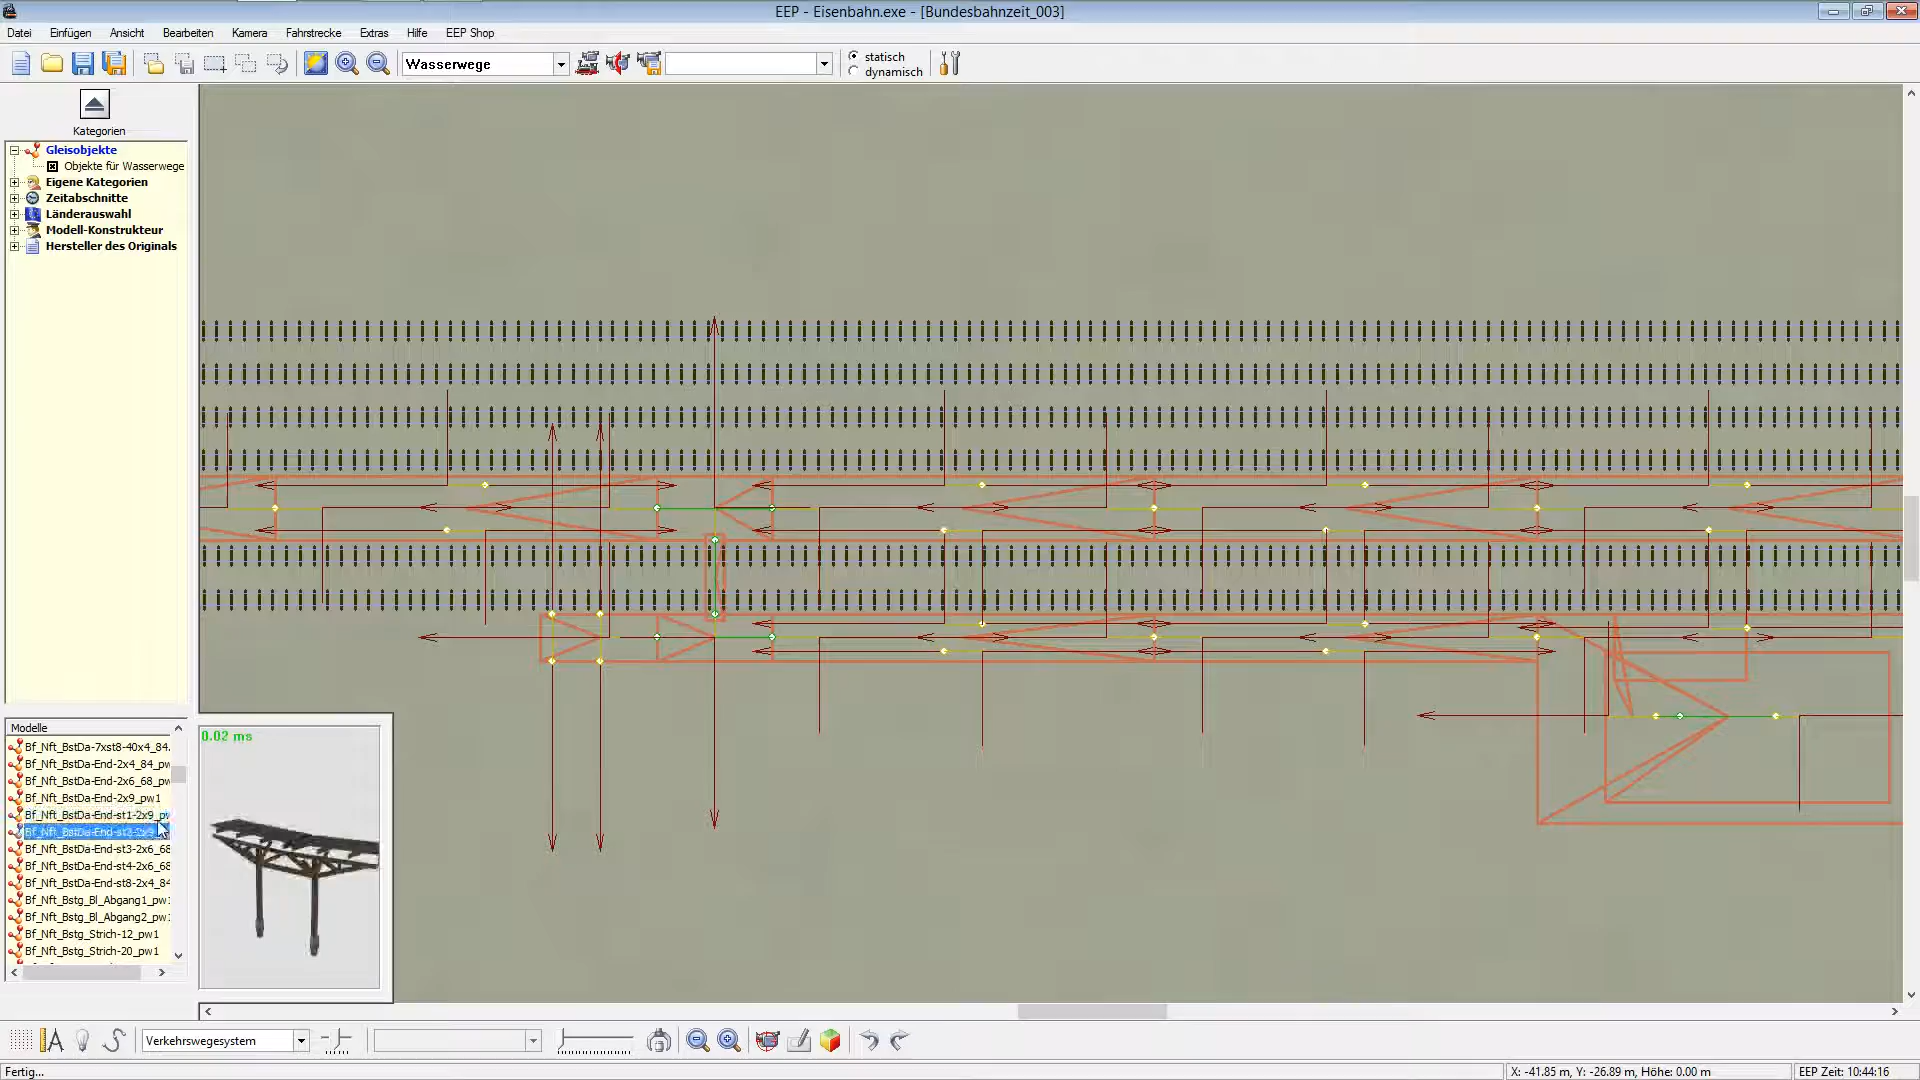 EEP - Eisenbahn.exe - [Bundesbahnzeit_003]
Datei Einfügen Ansicht Bearbeiten Kamera Fahrstrecke Extras Hilfe EEP Shop
Wasserwege
statisch
dynamisch
Kategorien
Gleisobjekte
Objekte für Wasserwege
Eigene Kategorien
Zeitabschnitte
Länderauswahl
Modell-Konstrukteur
Hersteller des Originals
Modelle
Bf_Nft_BstDa-7xst8-40x4_84.
Bf_Nft_BstDa-End-2x4_84_pw
Bf_Nft_BstDa-End-2x6_68_pw
Bf_Nft_BstDa-End-2x9_pw1
Bf_Nft_BstDa-End-st1-2x9_pw
Bf_Nft_BstDa-End-st2-2x9
Bf_Nft_BstDa-End-st3-2x6_68
Bf_Nft_BstDa-End-st4-2x6_68
Bf_Nft_BstDa-End-st8-2x4_84
Bf_Nft_Bstg_Bl_Abgang1_pw1
Bf_Nft_Bstg_Bl_Abgang2_pw1
Bf_Nft_Bstg_Strich-12_pw1
Bf_Nft_Bstg_Strich-20_pw1
0.02 ms
Verkehrswegesystem
Fertig...
X: -41.85 m, Y: -26.89 m, Höhe: 0.00 m
EEP Zeit: 10:44:16